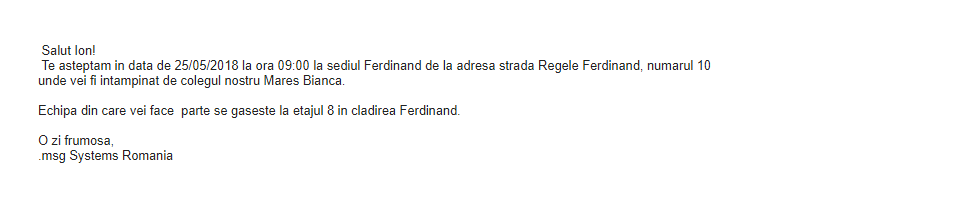 Salut Ion!
Te asteptam in data de 25/05/2018 la ora 09:00 la sediul Ferdinand de la adresa strada Regele Ferdinand, numarul 10
unde vei fi intampinat de colegul nostru Mares Bianca.
Echipa din care vei face  parte se gaseste la etajul 8 in cladirea Ferdinand.
O zi frumosa,
.msg Systems Romania